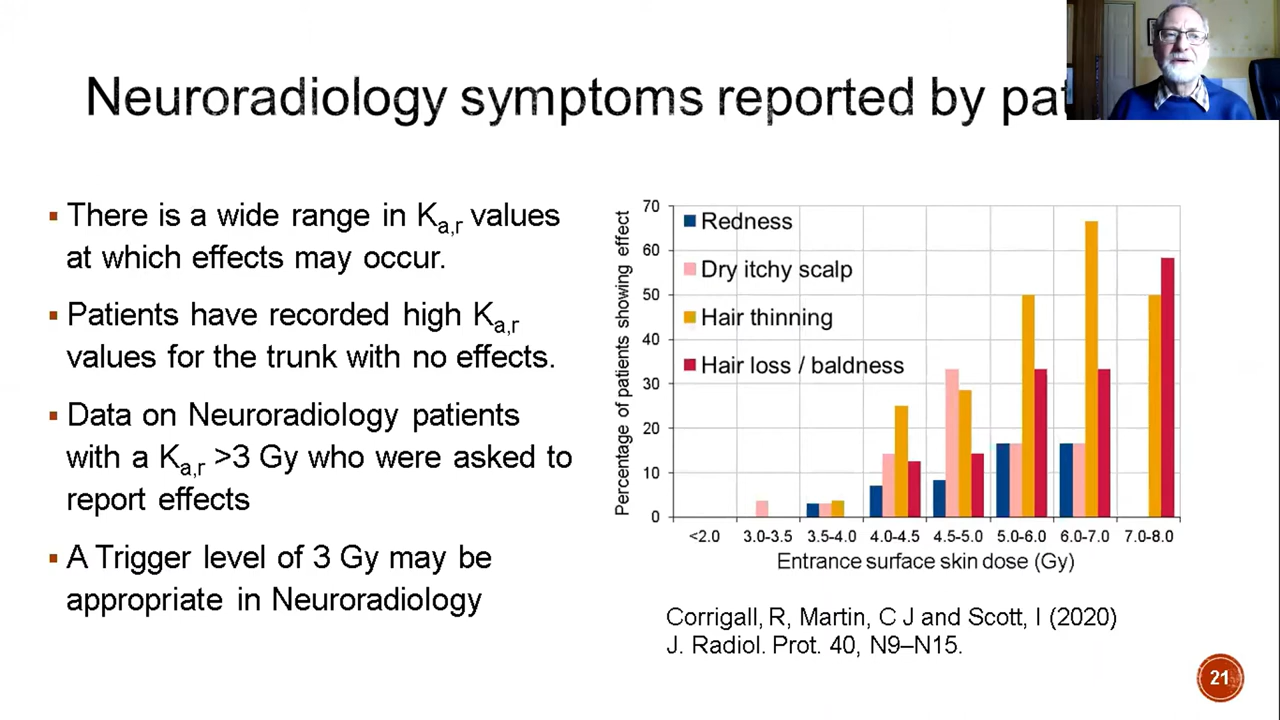 Neuroradiology symptoms reported by
▪ There is a wide range in Ka,r values
at which effects may occur.
▪ Patients have recorded high Ka,r
values for the trunk with no effects.
▪ Data on Neuroradiology patients
with a Ka,r >3 Gy who were asked to
report effects
▪ A Trigger level of 3 Gy may be
appropriate in Neuroradiology
Percentage of patients showing effect
70
60
50
40
30
20
10
0
Redness
Dry itchy scalp
Hair thinning
Hair loss / baldness
<2.0 3.0-3.5 3.5-4.0 4.0-4.5 4.5-5.0 5.0-6.0 6.0-7.0 7.0-8.0
Entrance surface skin dose (Gy)
Corrigall, R, Martin, C J and Scott, I (2020)
J. Radiol. Prot. 40, N9–N15.
21